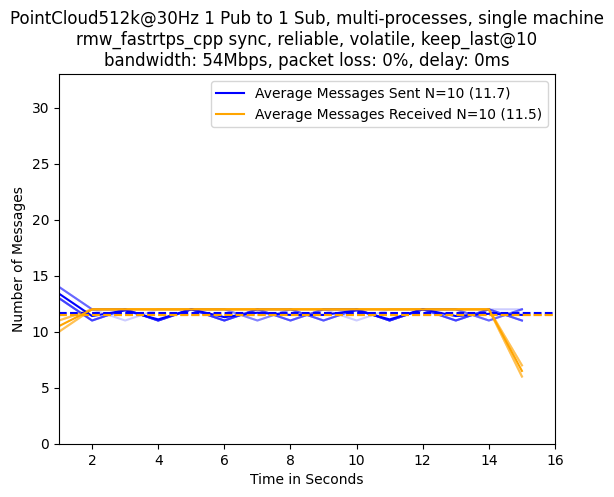 PointCloud512k@30Hz 1 Pub to 1 Sub, multi-processes, single machine
rmw_fastrtps_cpp sync, reliable, volatile, keep_last@10
bandwidth: 54Mbps, packet loss: 0%, delay: 0ms
Average Messages Sent N=10 (11.7)
Average Messages Received N=10 (11.5)
Number of Messages
30
25
20
15
10
5
0
2
4
6
8
10
12
14
16
Time in Seconds